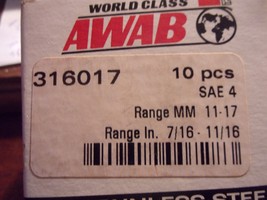 WORLD CLASS
AWAB
316017 10 pcs
SAE 4
Range MM 11-17
Range In. 7/16 - 11/16